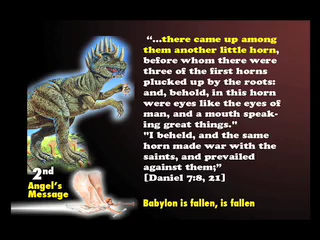 “...there came up among
them another little horn,
before whom there were
three of the first horns
plucked up by the roots:
and, behold, in this horn
were eyes like the eyes of
man, and a mouth speak-
ing great things."
"I beheld, and the same
horn made war with the
saints, and prevailed
against them;”
[Daniel 7:8, 21]
2nd
Angel's
Message
Babylon is fallen, is fallen